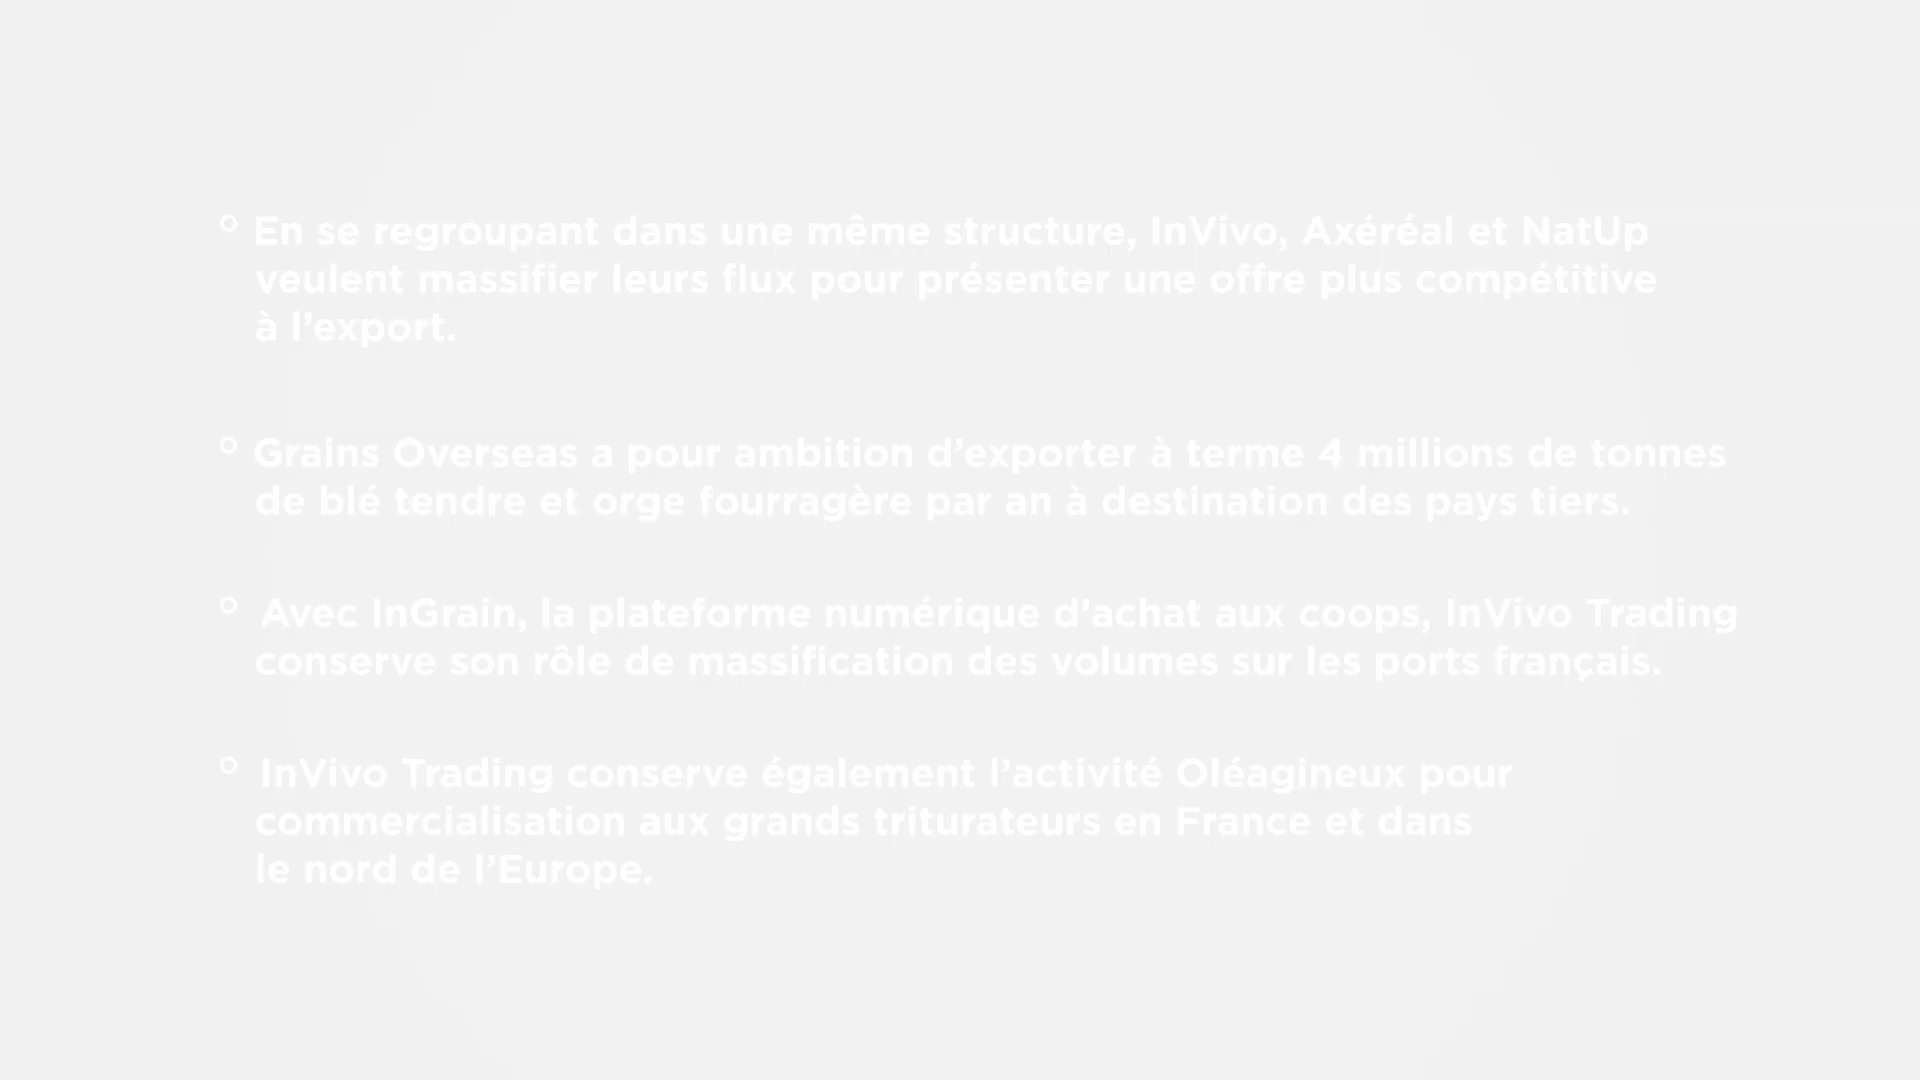 ° En se regroupant dans une même structure, InVivo, Axéréal et NatUp
veulent massifier leurs flux pour présenter une offre plus compétitive
à l’export.
° Grains Overseas a pour ambition d’exporter à terme 4 millions de tonnes
de blé tendre et orge fourragère par an à destination des pays tiers.
° Avec InGrain, la plateforme numérique d’achat aux coops, InVivo Trading
conserve son rôle de massification des volumes sur les ports français.
° InVivo Trading conserve également l’activité Oléagineux pour
commercialisation aux grands triturateurs en France et dans
le nord de l’Europe.